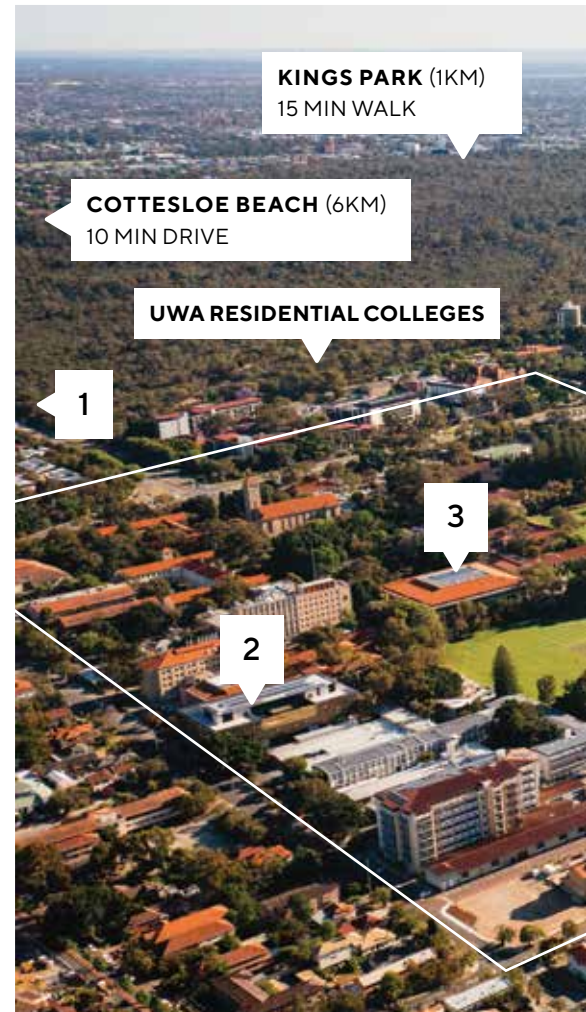 KINGS PARK (1KM)
15 MIN WALK
COTTESLOE BEACH (6KM)
10 MIN DRIVE
UWA RESIDENTIAL COLLEGES
1
3
2